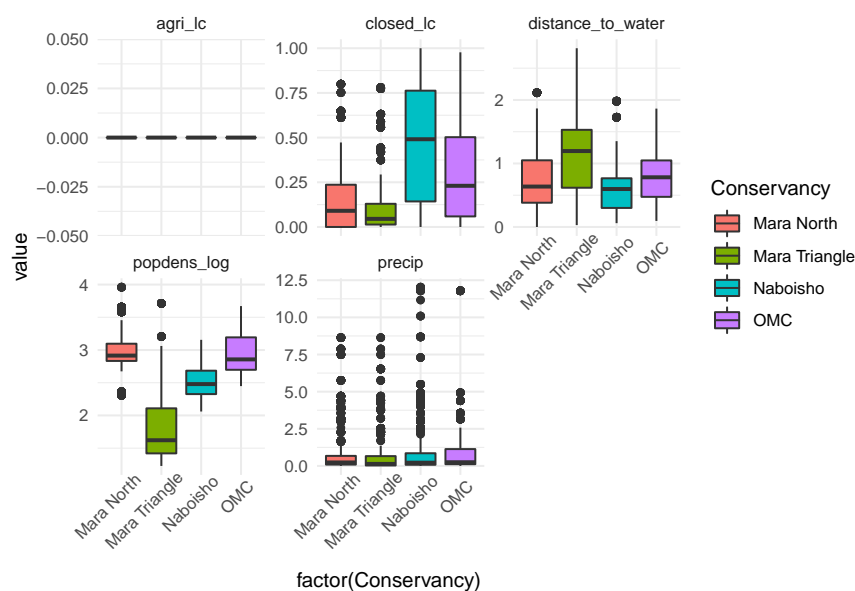 agri_lc
closed_lc
distance_to_water
0.050
0.025
0.000
−0.025
−0.050
1.00
0.75
0.50
0.25
0.00
2
1
0
Mara North
Mara Triangle
Naboisho
OMC
popdens_log
precip
4
3
2
12.5
10.0
7.5
5.0
2.5
0.0
Mara North
Mara Triangle
Naboisho
OMC
Mara North
Mara Triangle
Naboisho
OMC
value
factor(Conservancy)
Conservancy
Mara North
Mara Triangle
Naboisho
OMC